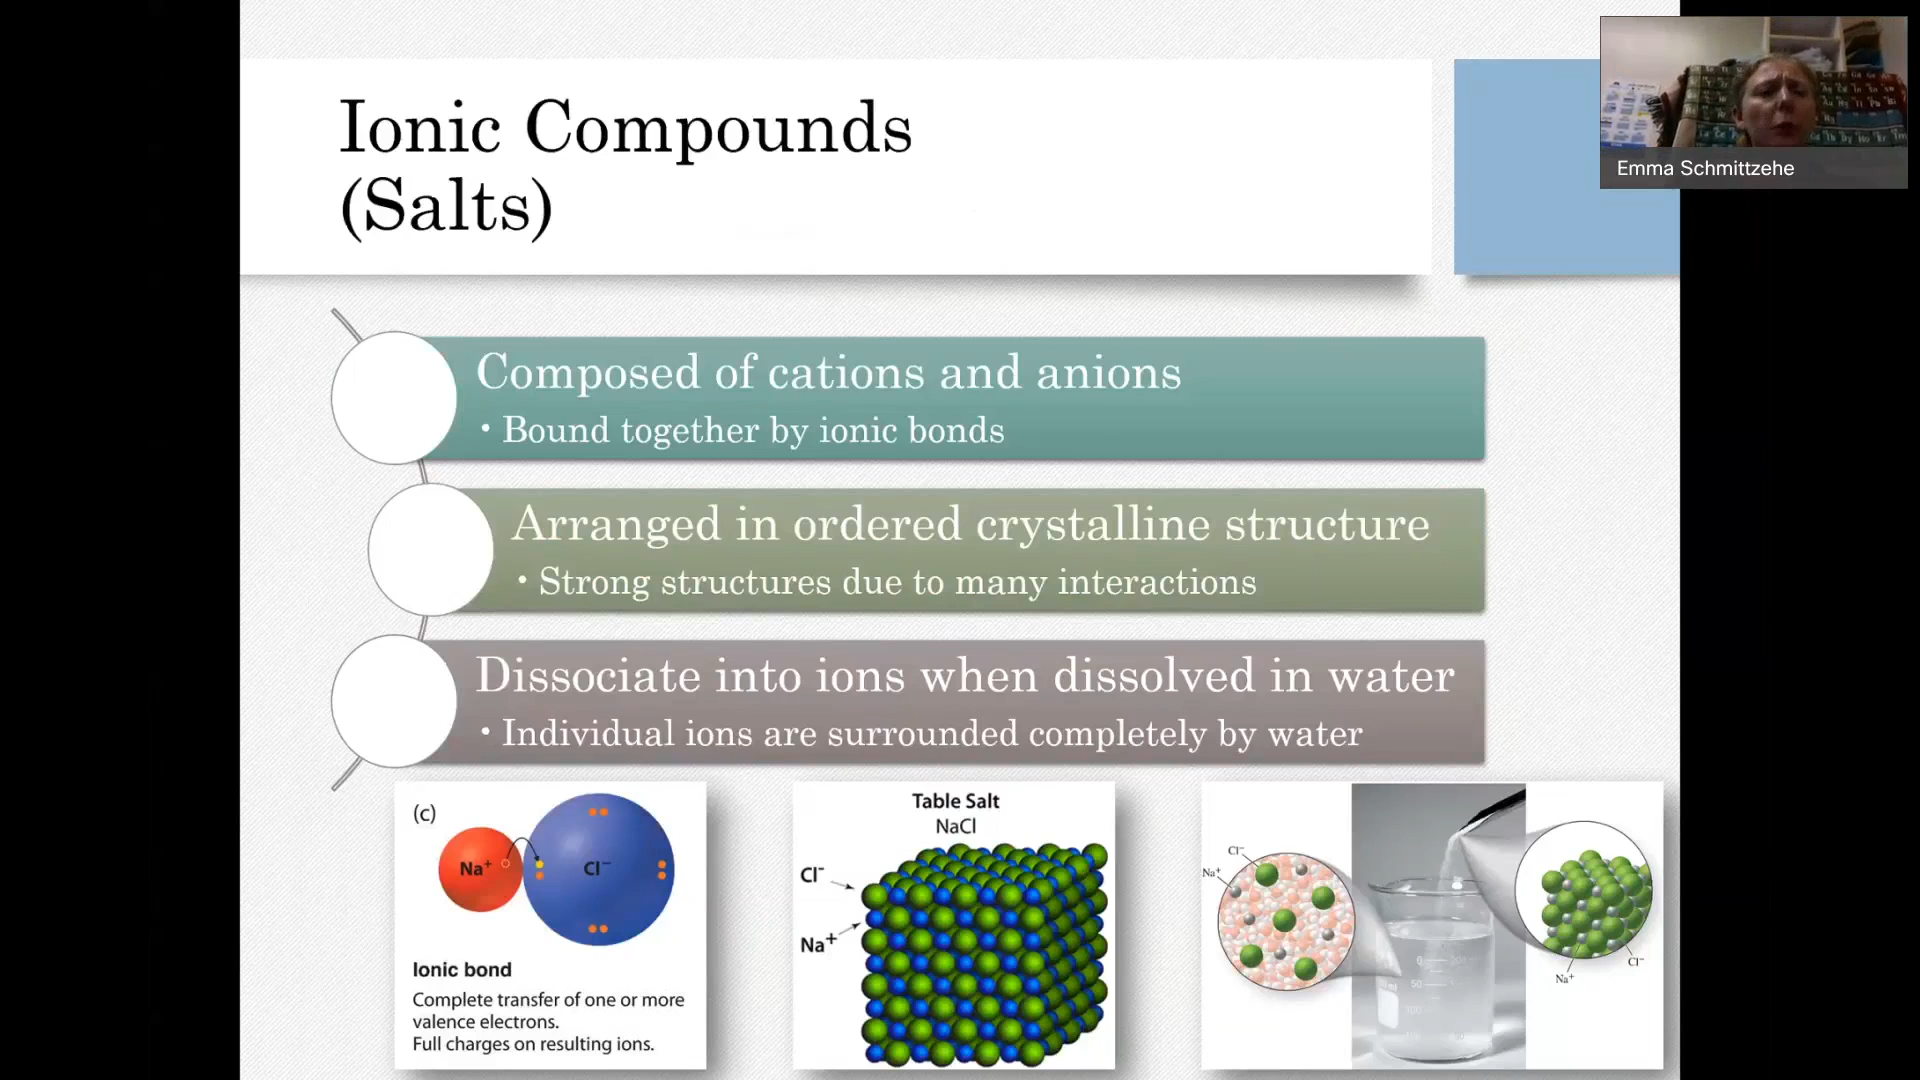 Ionic Compounds
(Salts)
Emma Schmittzehe
Composed of cations and anions
• Bound together by ionic bonds
Arranged in ordered crystalline structure
• Strong structures due to many interactions
Dissociate into ions when dissolved in water
• Individual ions are surrounded completely by water
(c)
Na⁺
Cl⁻
Ionic bond
Complete transfer of one or more
valence electrons.
Full charges on resulting ions.
Table Salt
NaCl
Cl⁻
Na⁺
Cl⁻
Na⁺
Na⁺
Cl⁻
50